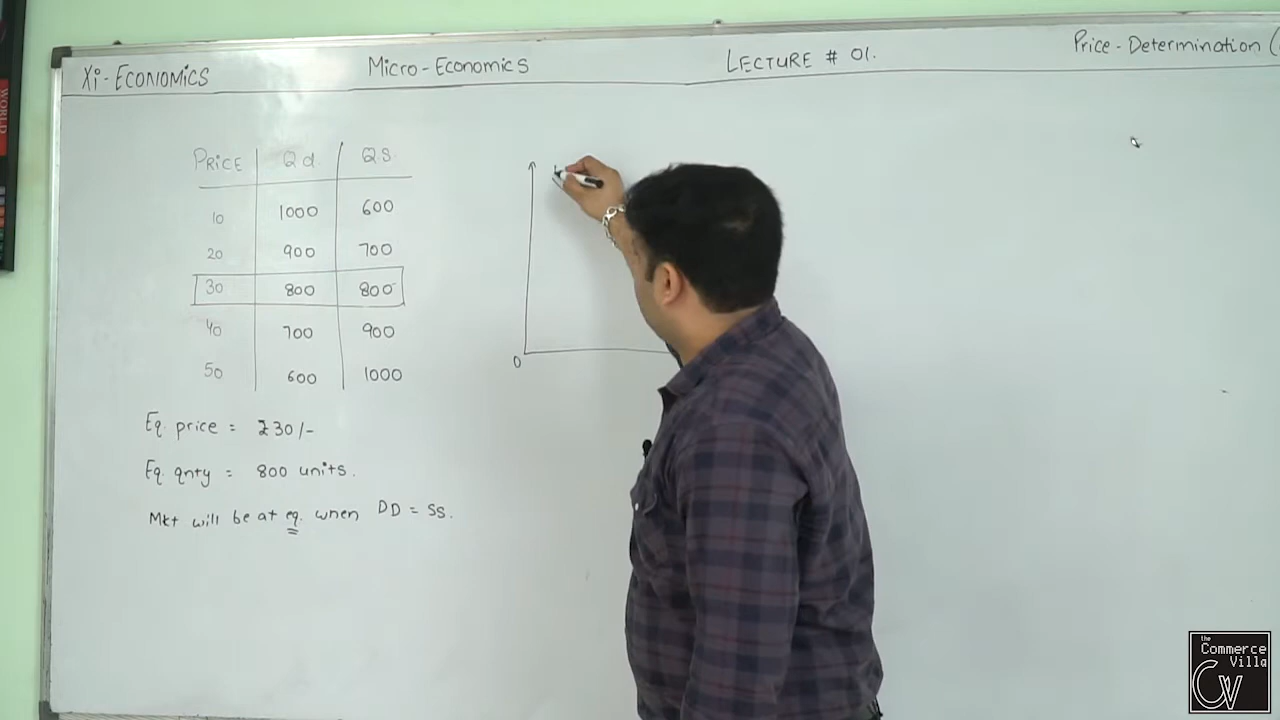 Xi - ECONOMICS
MICRO - ECONOMICS
LECTURE # 01.
PRICE - Determination (
PRICE Qd. QS.
10 1000 600
20 900 700
30 800 800
40 700 900
50 600 1000
0
Eq price = ₹30/-
Eq. qnty = 800 units.
Mkt will be at eq. when DD = SS.
WORLD
the
Commerce
Villa
CV